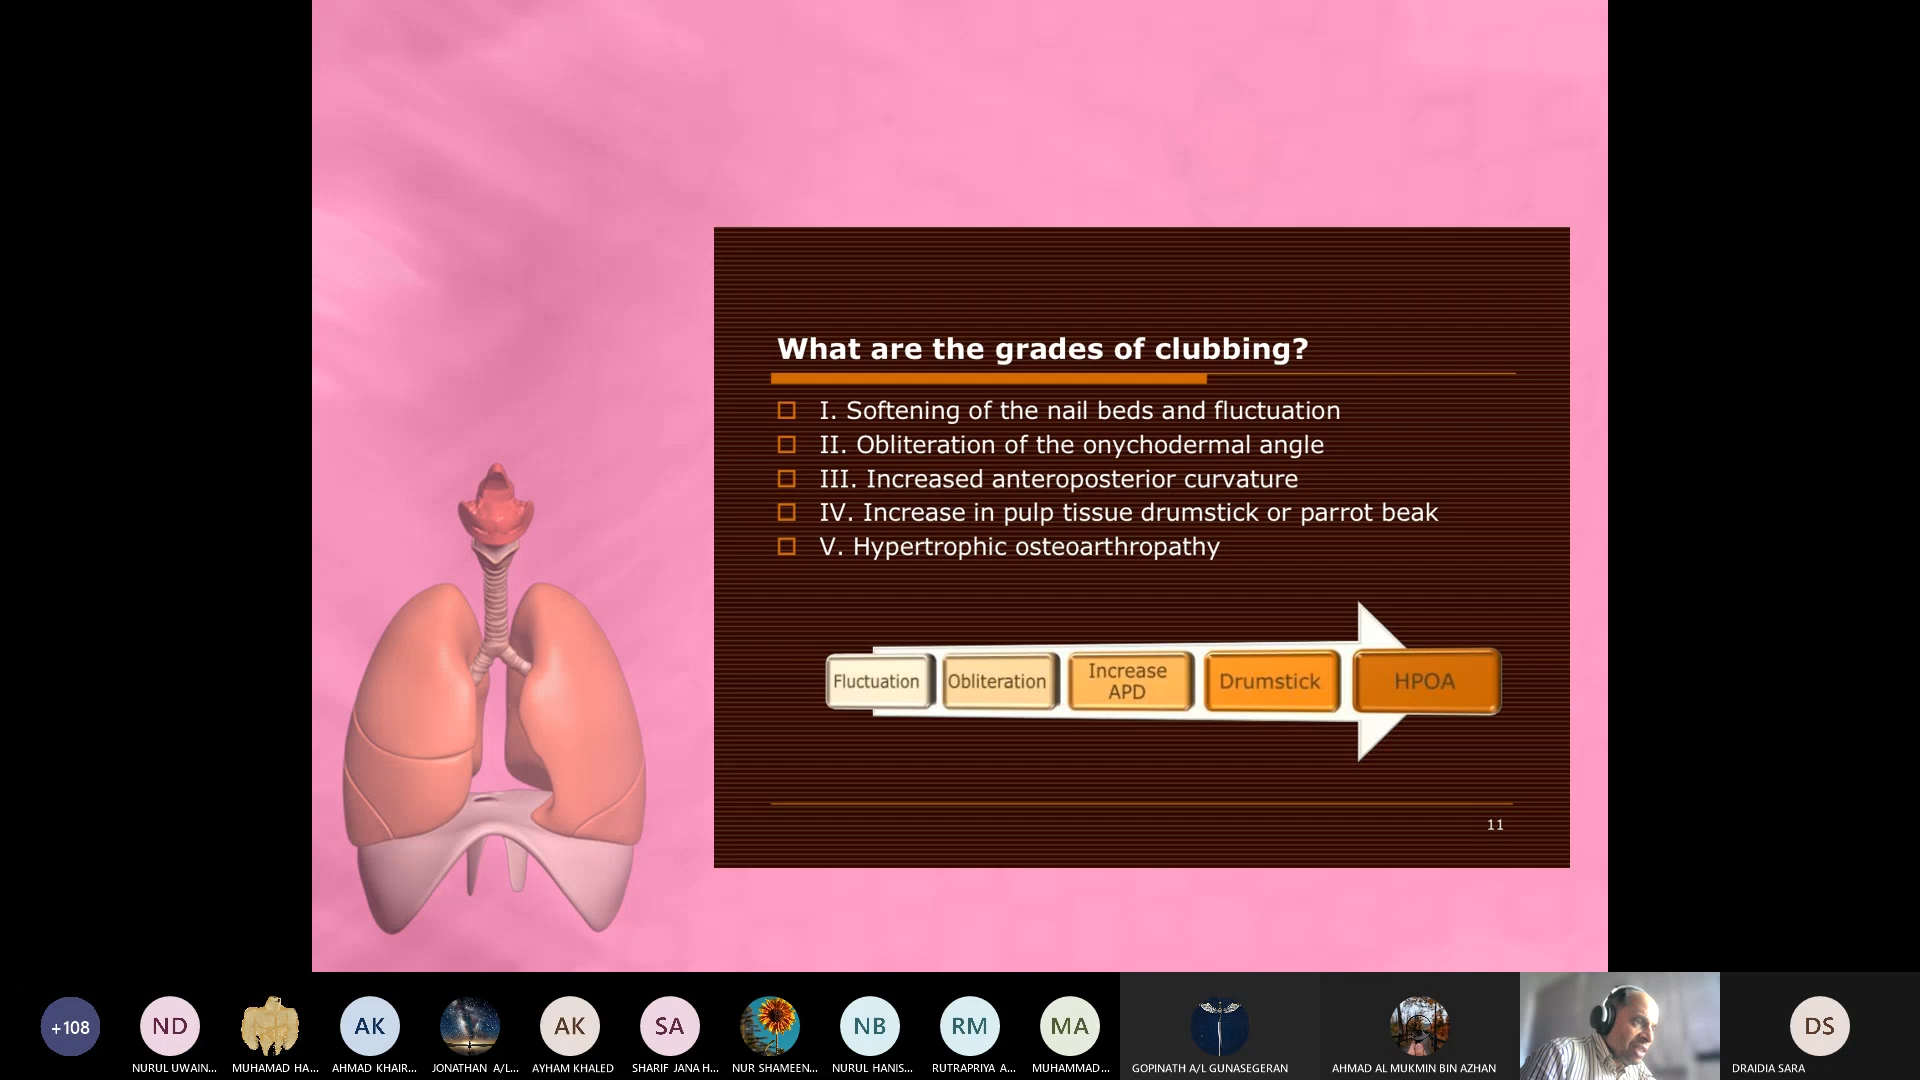 What are the grades of clubbing?
I. Softening of the nail beds and fluctuation
II. Obliteration of the onychodermal angle
III. Increased anteroposterior curvature
IV. Increase in pulp tissue drumstick or parrot beak
V. Hypertrophic osteoarthropathy
Fluctuation
Obliteration
Increase
APD
Drumstick
HPOA
11
+108
ND
AK
AK
SA
NB
RM
MA
DS
NURUL UWAIN...
MUHAMAD HA...
AHMAD KHAIR...
JONATHAN A/L...
AYHAM KHALED
SHARIF JANA H...
NUR SHAMEEN...
NURUL HANIS...
RUTRAPRIYA A...
MUHAMMAD...
GOPINATH A/L GUNASEGERAN
AHMAD AL MUKMIN BIN AZHAN
DRAIDIA SARA